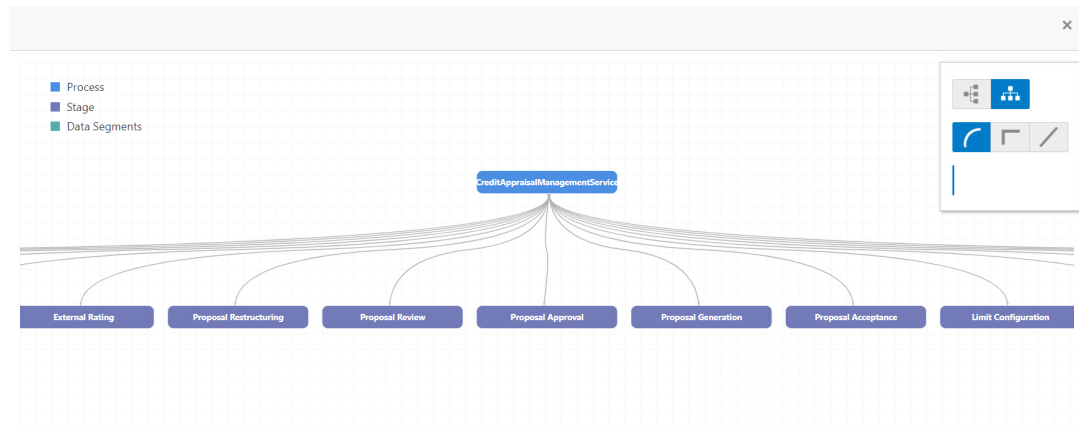 ×
Process
Stage
Data Segments
CreditAppraisalManagementService
External Rating
Proposal Restructuring
Proposal Review
Proposal Approval
Proposal Generation
Proposal Acceptance
Limit Configuration